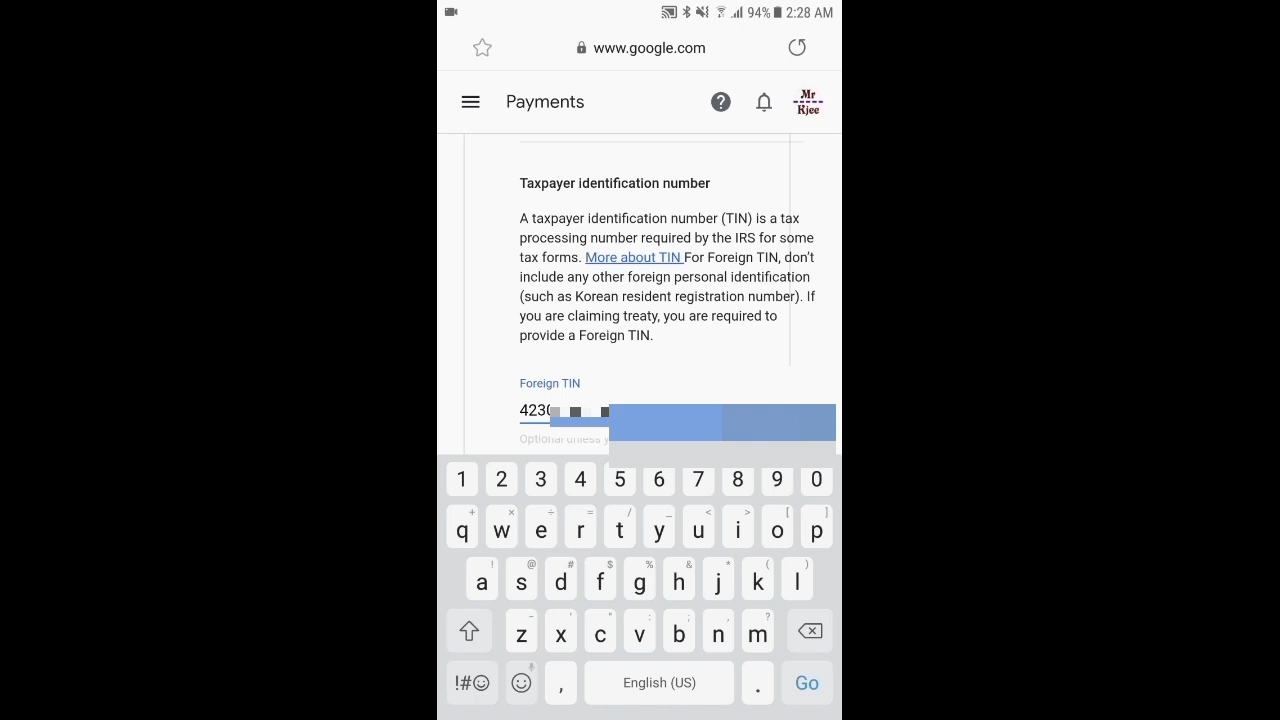 94% 2:28 AM
www.google.com
Payments
Mr
Kjee
Taxpayer identification number
A taxpayer identification number (TIN) is a tax
processing number required by the IRS for some
tax forms. More about TIN For Foreign TIN, don't
include any other foreign personal identification
(such as Korean resident registration number). If
you are claiming treaty, you are required to
provide a Foreign TIN.
Foreign TIN
4230
Optional unless y
1 2 3 4 5 6 7 8 9 0
+ × ÷ = / _ < > [ ]
q w e r t y u i o p
! @ # $ % & * ( )
a s d f g h j k l
- ' " : ; , ?
z x c v b n m
!#☺ , English (US) . Go